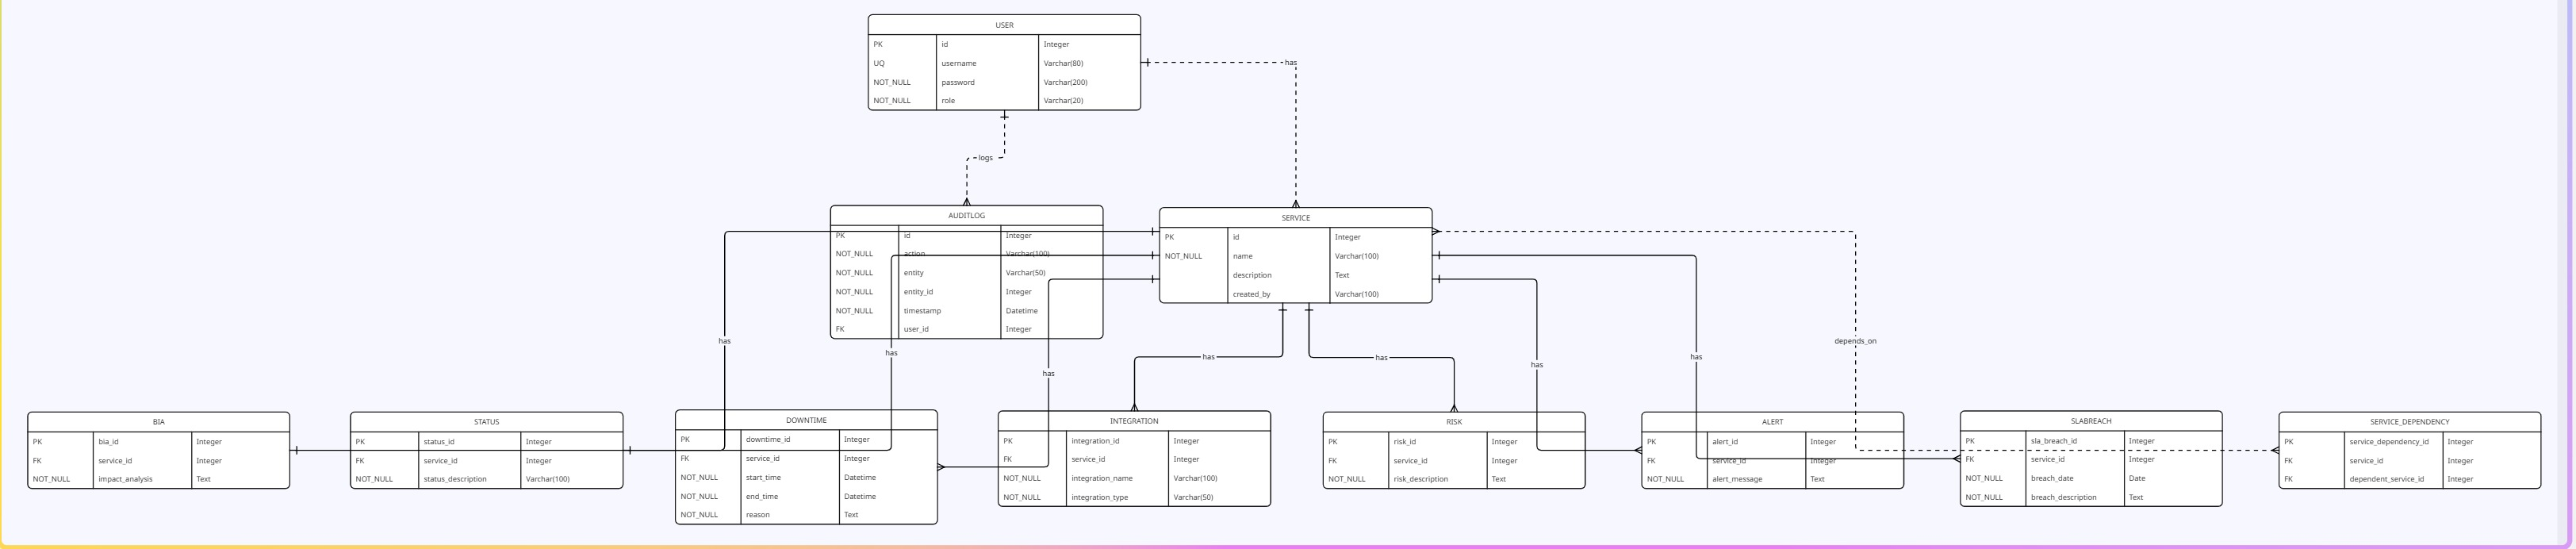 USER
PK id Integer
UQ username Varchar(80)
NOT_NULL password Varchar(200)
NOT_NULL role Varchar(20)
has
logs
AUDITLOG
PK id Integer
NOT_NULL action Varchar(100)
NOT_NULL entity Varchar(50)
NOT_NULL entity_id Integer
NOT_NULL timestamp Datetime
FK user_id Integer
SERVICE
PK id Integer
NOT_NULL name Varchar(100)
description Text
created_by Varchar(100)
has
has
has
has
has
has
has
depends_on
BIA
PK bia_id Integer
FK service_id Integer
NOT_NULL impact_analysis Text
STATUS
PK status_id Integer
FK service_id Integer
NOT_NULL status_description Varchar(100)
DOWNTIME
PK downtime_id Integer
FK service_id Integer
NOT_NULL start_time Datetime
NOT_NULL end_time Datetime
NOT_NULL reason Text
INTEGRATION
PK integration_id Integer
FK service_id Integer
NOT_NULL integration_name Varchar(100)
NOT_NULL integration_type Varchar(50)
RISK
PK risk_id Integer
FK service_id Integer
NOT_NULL risk_description Text
ALERT
PK alert_id Integer
FK service_id Integer
NOT_NULL alert_message Text
SLABREACH
PK sla_breach_id Integer
FK service_id Integer
NOT_NULL breach_date Date
NOT_NULL breach_description Text
SERVICE_DEPENDENCY
PK service_dependency_id Integer
FK service_id Integer
FK dependent_service_id Integer